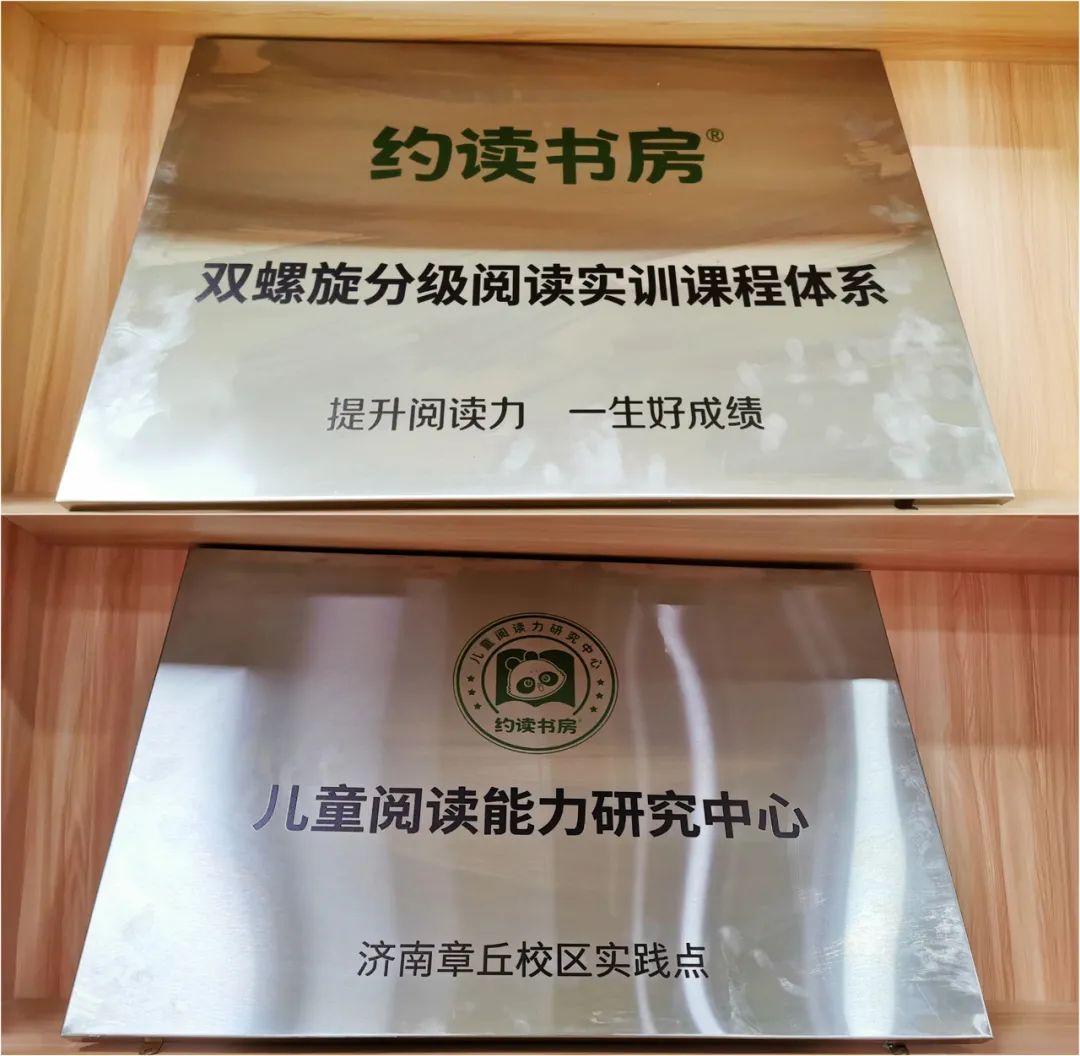 约读书房®
双螺旋分级阅读实训课程体系
提升阅读力 一生好成绩
儿童阅读力研究中心
约读书房
儿童阅读能力研究中心
济南章丘校区实践点